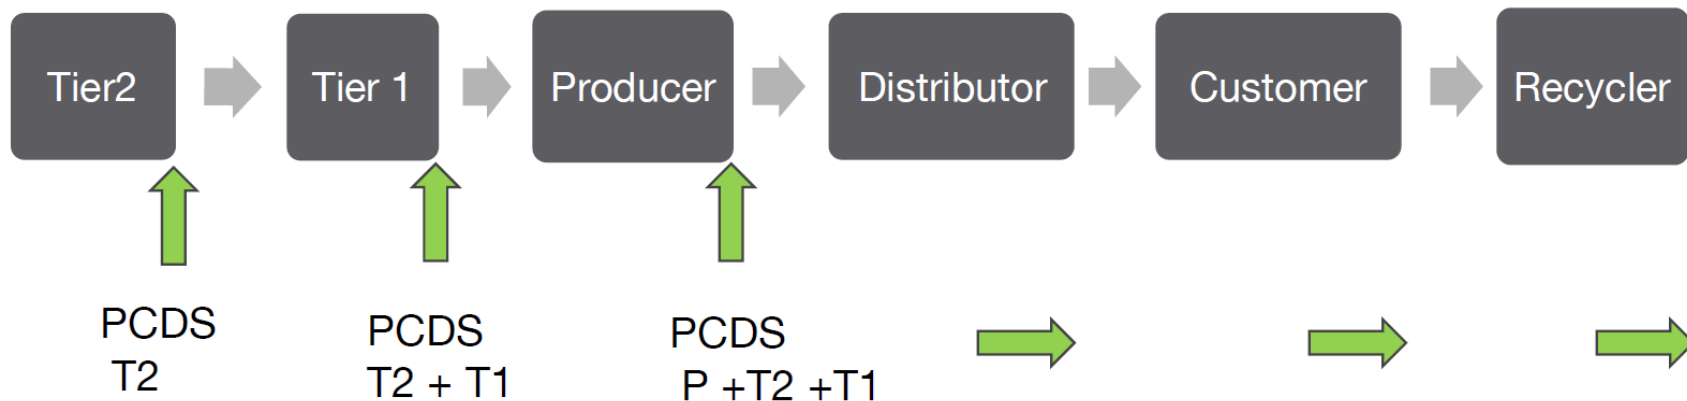 Tier2
Tier 1
Producer
Distributor
Customer
Recycler
PCDS
T2
PCDS
T2 + T1
PCDS
P +T2 +T1